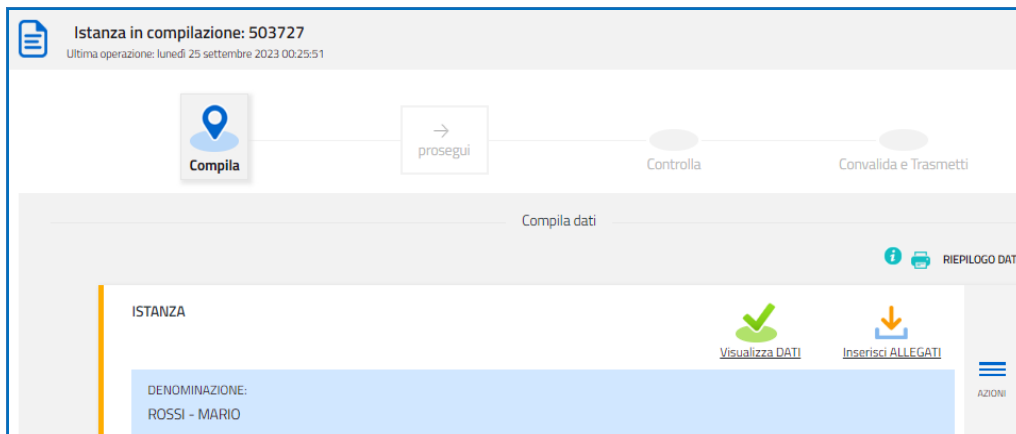 Istanza in compilazione: 503727
Ultima operazione: lunedì 25 settembre 2023 00:25:51
Compila
prosegui
Controlla
Convalida e Trasmetti
Compila dati
RIEPILOGO DAT
ISTANZA
Visualizza DATI
Inserisci ALLEGATI
AZIONI
DENOMINAZIONE:
ROSSI - MARIO